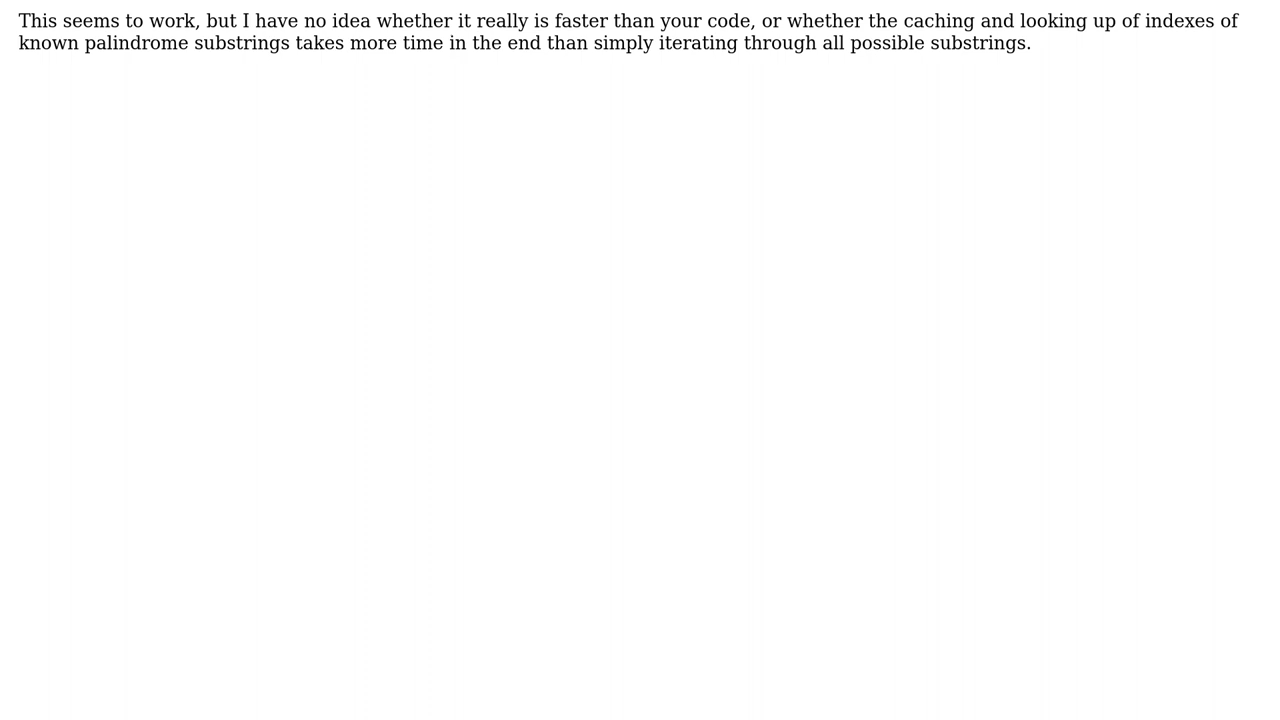 This seems to work, but I have no idea whether it really is faster than your code, or whether the caching and looking up of indexes of
known palindrome substrings takes more time in the end than simply iterating through all possible substrings.